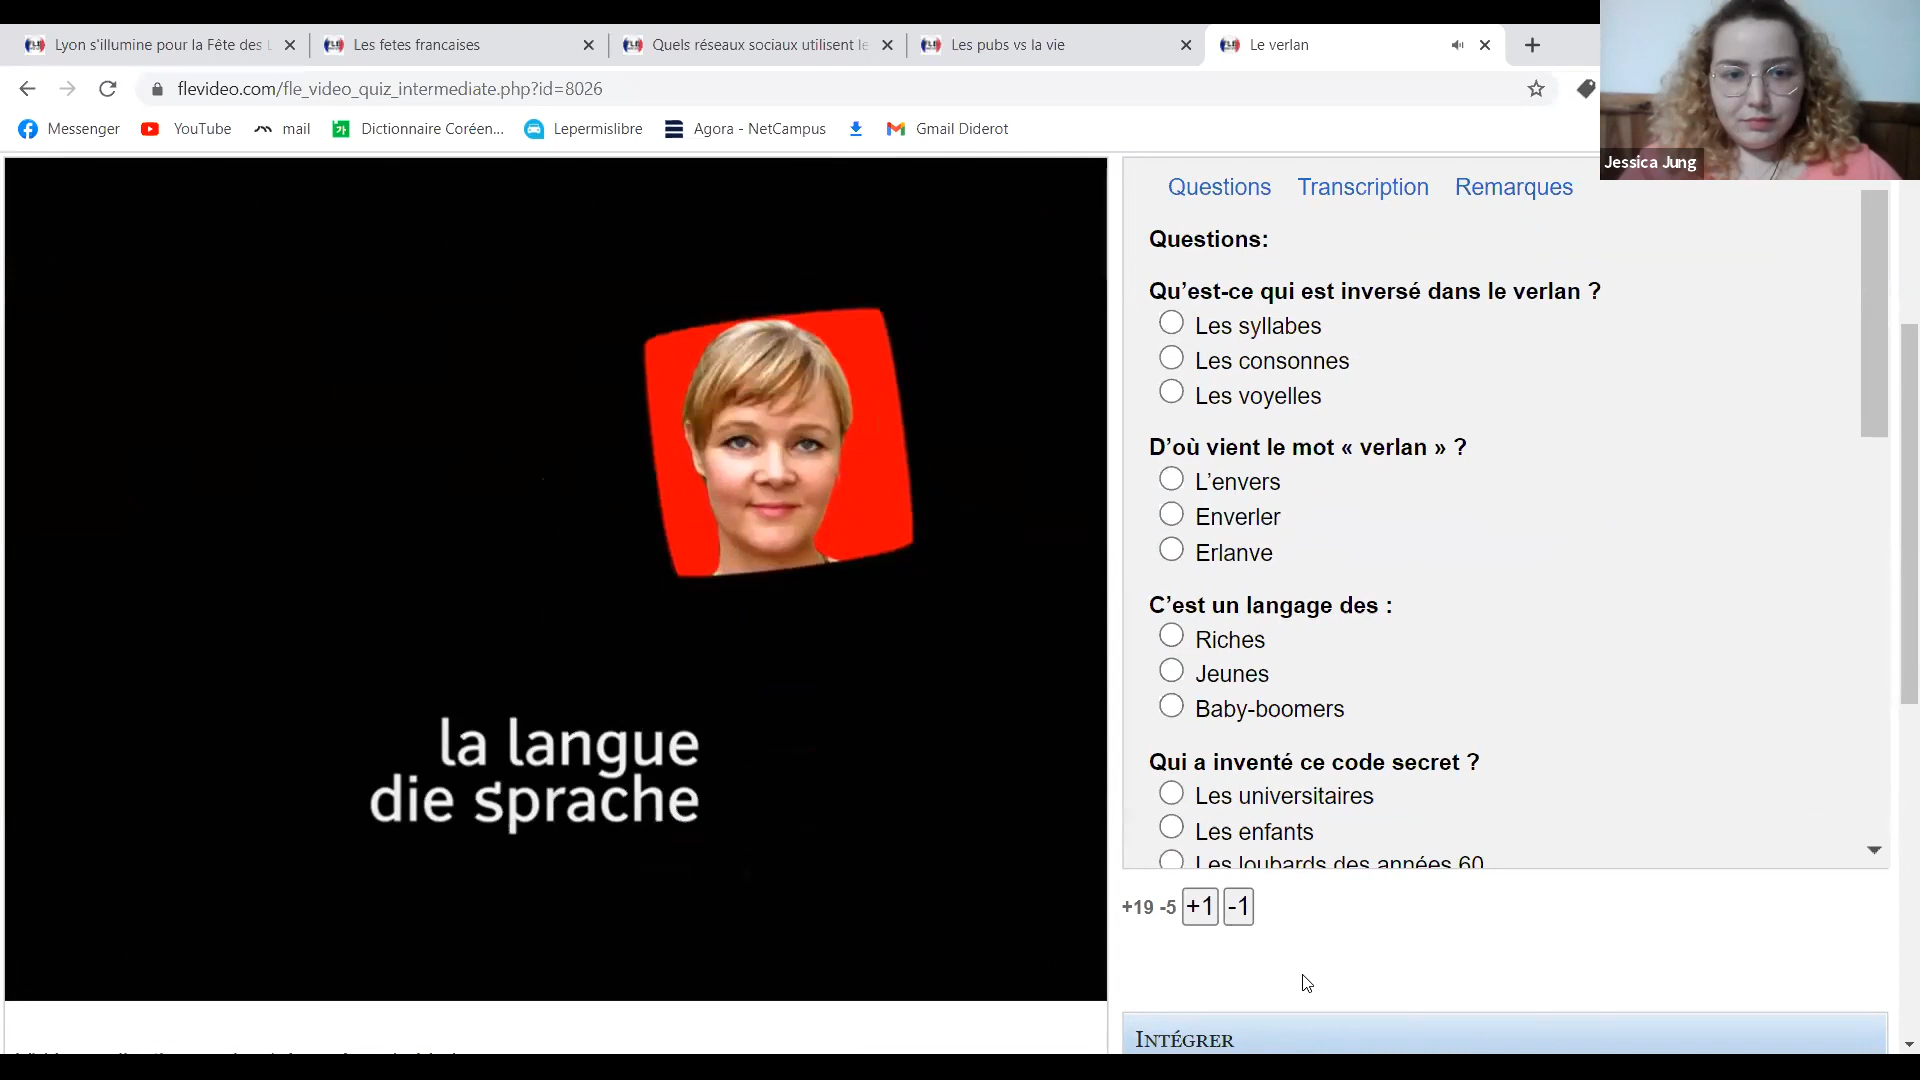 Lyon s'illumine pour la Fête des L
Les fetes francaises
Quels réseaux sociaux utilisent le
Les pubs vs la vie
Le verlan
flevideo.com/fle_video_quiz_intermediate.php?id=8026
Messenger
YouTube
mail
Dictionnaire Coréen...
Lepermislibre
Agora - NetCampus
Gmail Diderot
Jessica Jung
la langue
die sprache
Questions Transcription Remarques
Questions:
Qu’est-ce qui est inversé dans le verlan ?
Les syllabes
Les consonnes
Les voyelles
D’où vient le mot « verlan » ?
L’envers
Enverler
Erlanve
C’est un langage des :
Riches
Jeunes
Baby-boomers
Qui a inventé ce code secret ?
Les universitaires
Les enfants
Les loubards des années 60
+19 -5 +1 -1
INTÉGRER